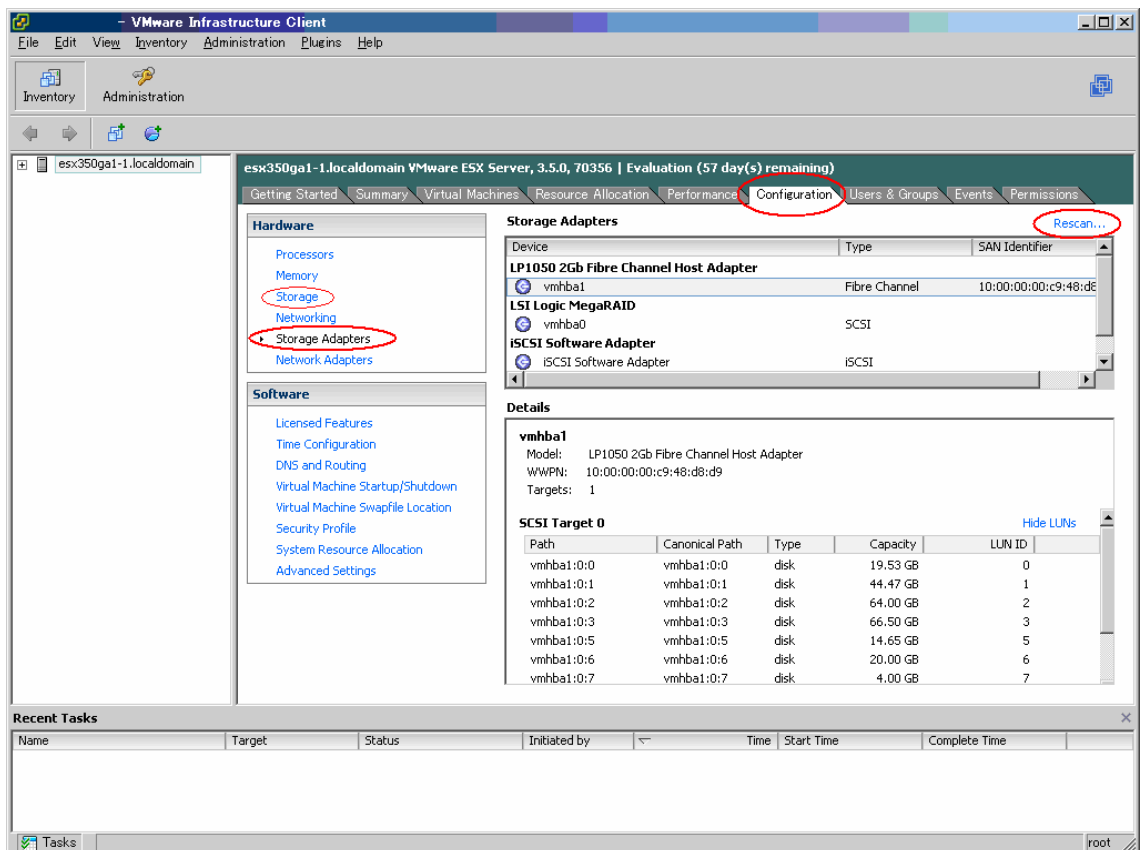 - VMware Infrastructure Client
File Edit View Inventory Administration Plugins Help
Inventory Administration
esx350ga1-1.localdomain
esx350ga1-1.localdomain VMware ESX Server, 3.5.0, 70356 | Evaluation (57 day(s) remaining)
Getting Started Summary Virtual Machines Resource Allocation Performance Configuration Users & Groups Events Permissions
Hardware
Processors
Memory
Storage
Networking
Storage Adapters
Network Adapters
Software
Licensed Features
Time Configuration
DNS and Routing
Virtual Machine Startup/Shutdown
Virtual Machine Swapfile Location
Security Profile
System Resource Allocation
Advanced Settings
Storage Adapters Rescan...
Device Type SAN Identifier
LP1050 2Gb Fibre Channel Host Adapter
vmhba1 Fibre Channel 10:00:00:00:c9:48:d8
LSI Logic MegaRAID
vmhba0 SCSI
iSCSI Software Adapter
iSCSI Software Adapter iSCSI
Details
vmhba1
Model: LP1050 2Gb Fibre Channel Host Adapter
WWPN: 10:00:00:00:c9:48:d8:d9
Targets: 1
SCSI Target 0 Hide LUNs
Path Canonical Path Type Capacity LUN ID
vmhba1:0:0 vmhba1:0:0 disk 19.53 GB 0
vmhba1:0:1 vmhba1:0:1 disk 44.47 GB 1
vmhba1:0:2 vmhba1:0:2 disk 64.00 GB 2
vmhba1:0:3 vmhba1:0:3 disk 66.50 GB 3
vmhba1:0:5 vmhba1:0:5 disk 14.65 GB 5
vmhba1:0:6 vmhba1:0:6 disk 20.00 GB 6
vmhba1:0:7 vmhba1:0:7 disk 4.00 GB 7
Recent Tasks
Name Target Status Initiated by Time Start Time Complete Time
Tasks root